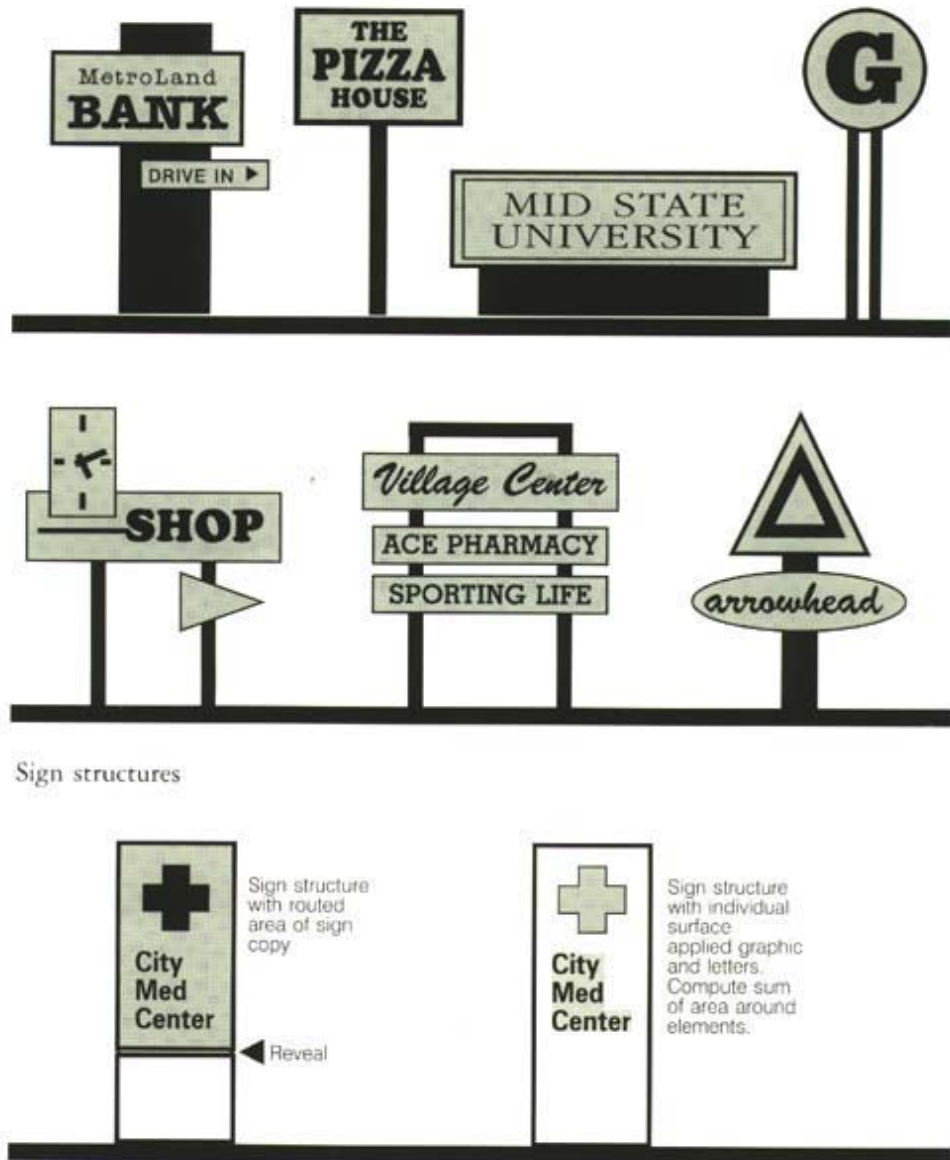 MetroLand
BANK
DRIVE IN
THE
PIZZA
HOUSE
MID STATE
UNIVERSITY
G
SHOP
Village Center
ACE PHARMACY
SPORTING LIFE
arrowhead
Sign structures
City
Med
Center
Sign structure
with routed
area of sign
copy
Reveal
City
Med
Center
Sign structure
with individual
surface
applied graphic
and letters.
Compute sum
of area around
elements.